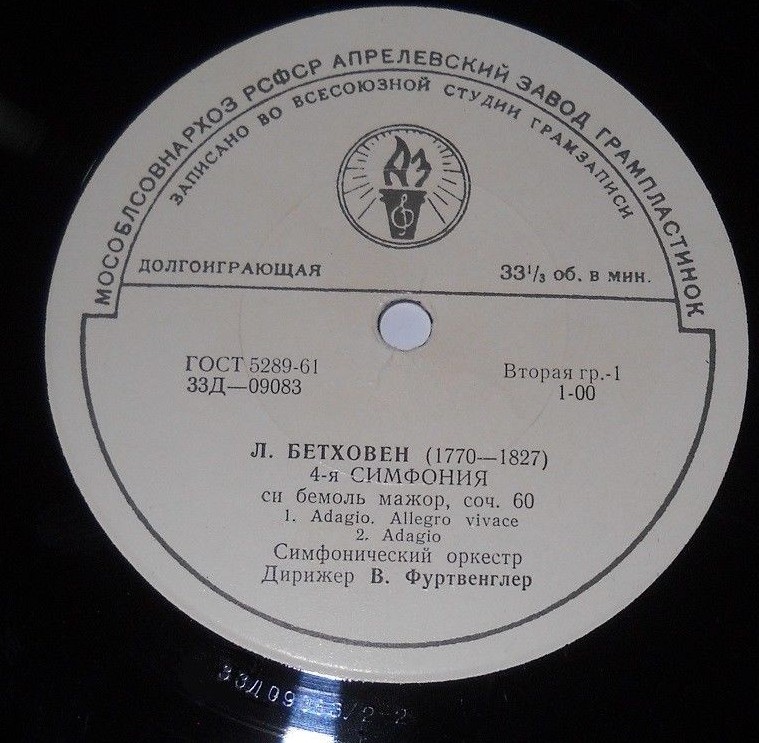 МОСОБЛСОВНАРХОЗ РСФСР АПРЕЛЕВСКИЙ ЗАВОД ГРАМПЛАСТИНОК
ЗАПИСАНО ВО ВСЕСОЮЗНОЙ СТУДИИ ГРАМЗАПИСИ
АЗ
ДОЛГОИГРАЮЩАЯ
33⅓ об. в мин.
ГОСТ 5289-61
33Д—09083
Вторая гр.-1
1-00
Л. БЕТХОВЕН (1770—1827)
4-я СИМФОНИЯ
си бемоль мажор, соч. 60
1. Adagio. Allegro vivace
2. Adagio
Симфонический оркестр
Дирижер В. Фуртвенглер